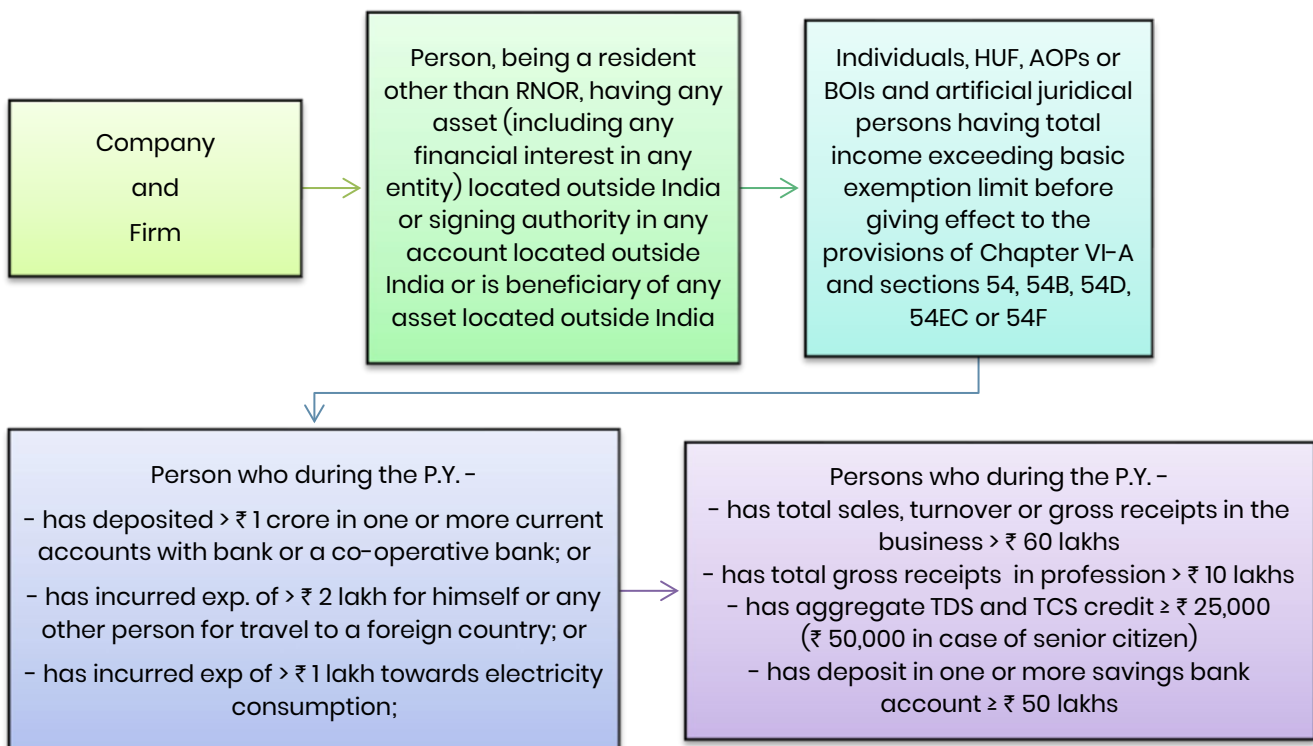 Company
and
Firm
Person, being a resident
other than RNOR, having any
asset (including any
financial interest in any
entity) located outside India
or signing authority in any
account located outside
India or is beneficiary of any
asset located outside India
Individuals, HUF, AOPs or
BOIs and artificial juridical
persons having total
income exceeding basic
exemption limit before
giving effect to the
provisions of Chapter VI-A
and sections 54, 54B, 54D,
54EC or 54F
Person who during the P.Y. -
- has deposited > ₹ 1 crore in one or more current
accounts with bank or a co-operative bank; or
- has incurred exp. of > ₹ 2 lakh for himself or any
other person for travel to a foreign country; or
- has incurred exp of > ₹ 1 lakh towards electricity
consumption;
Persons who during the P.Y. -
- has total sales, turnover or gross receipts in the
business > ₹ 60 lakhs
- has total gross receipts in profession > ₹ 10 lakhs
- has aggregate TDS and TCS credit ≥ ₹ 25,000
(₹ 50,000 in case of senior citizen)
- has deposit in one or more savings bank
account ≥ ₹ 50 lakhs